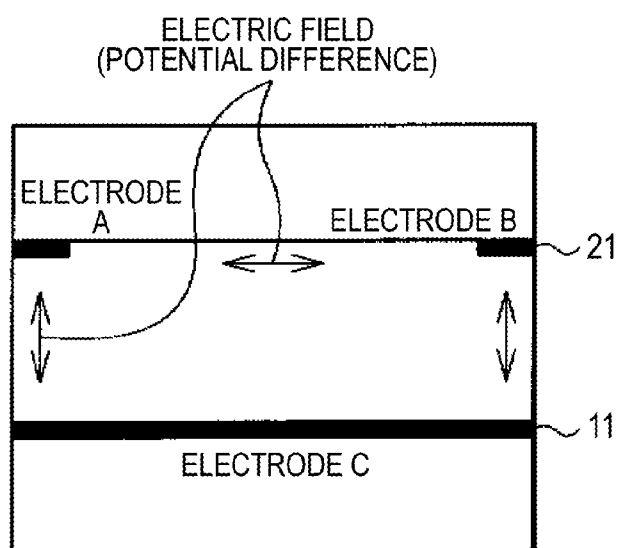 ELECTRIC FIELD
(POTENTIAL DIFFERENCE)
ELECTRODE
A
ELECTRODE B
21
11
ELECTRODE C